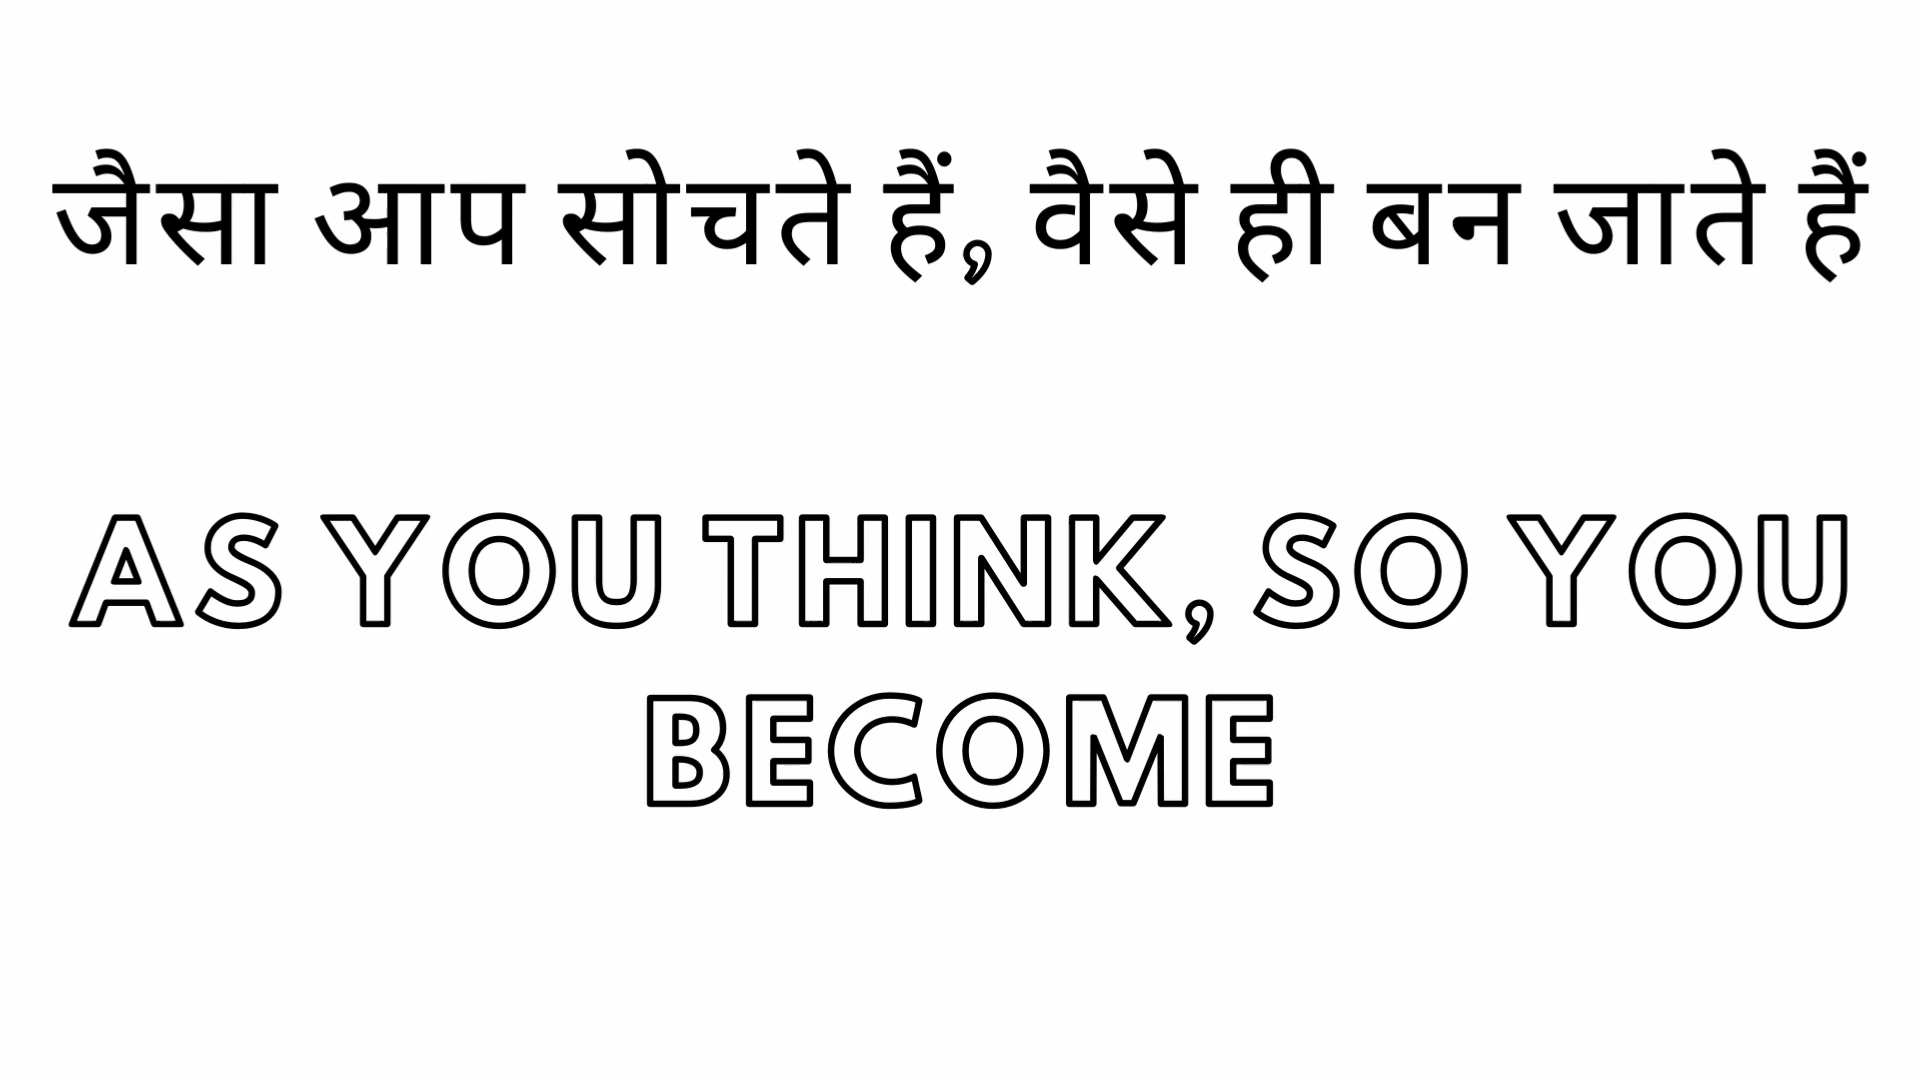 जैसा आप सोचते हैं, वैसे ही बन जाते हैं
AS YOU THINK, SO YOU
BECOME